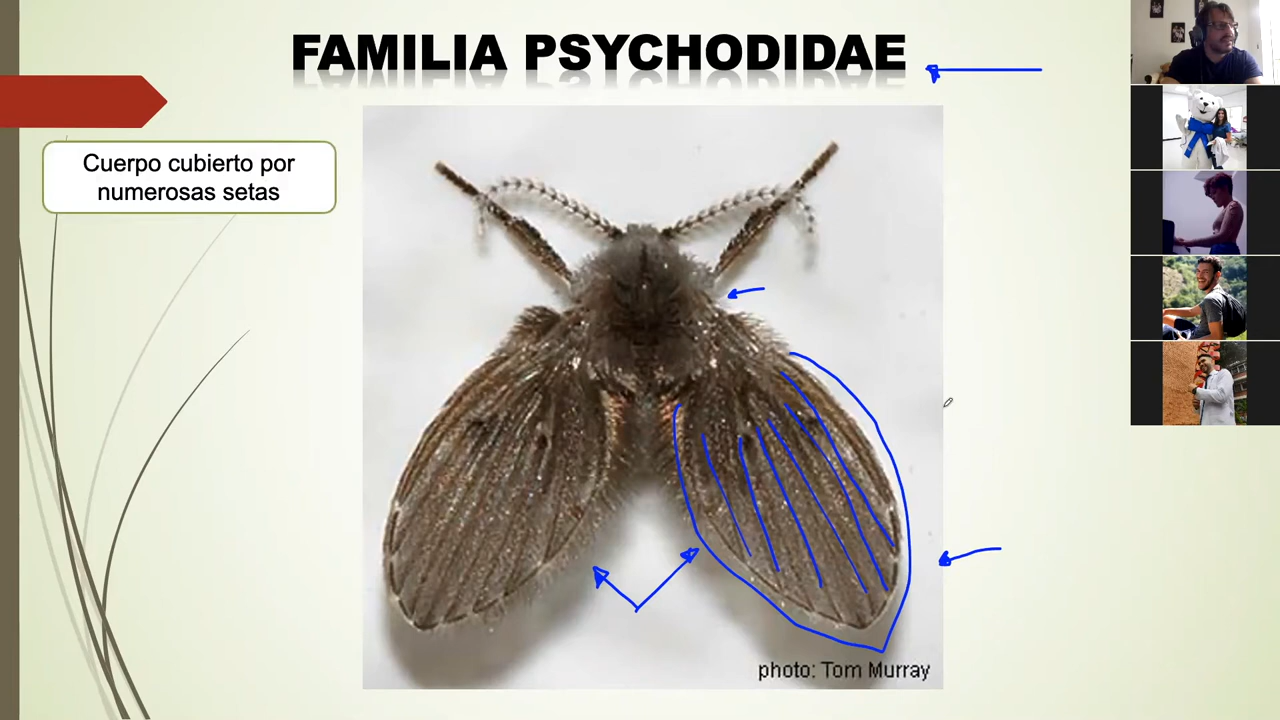 FAMILIA PSYCHODIDAE
Cuerpo cubierto por
numerosas setas
photo: Tom Murray